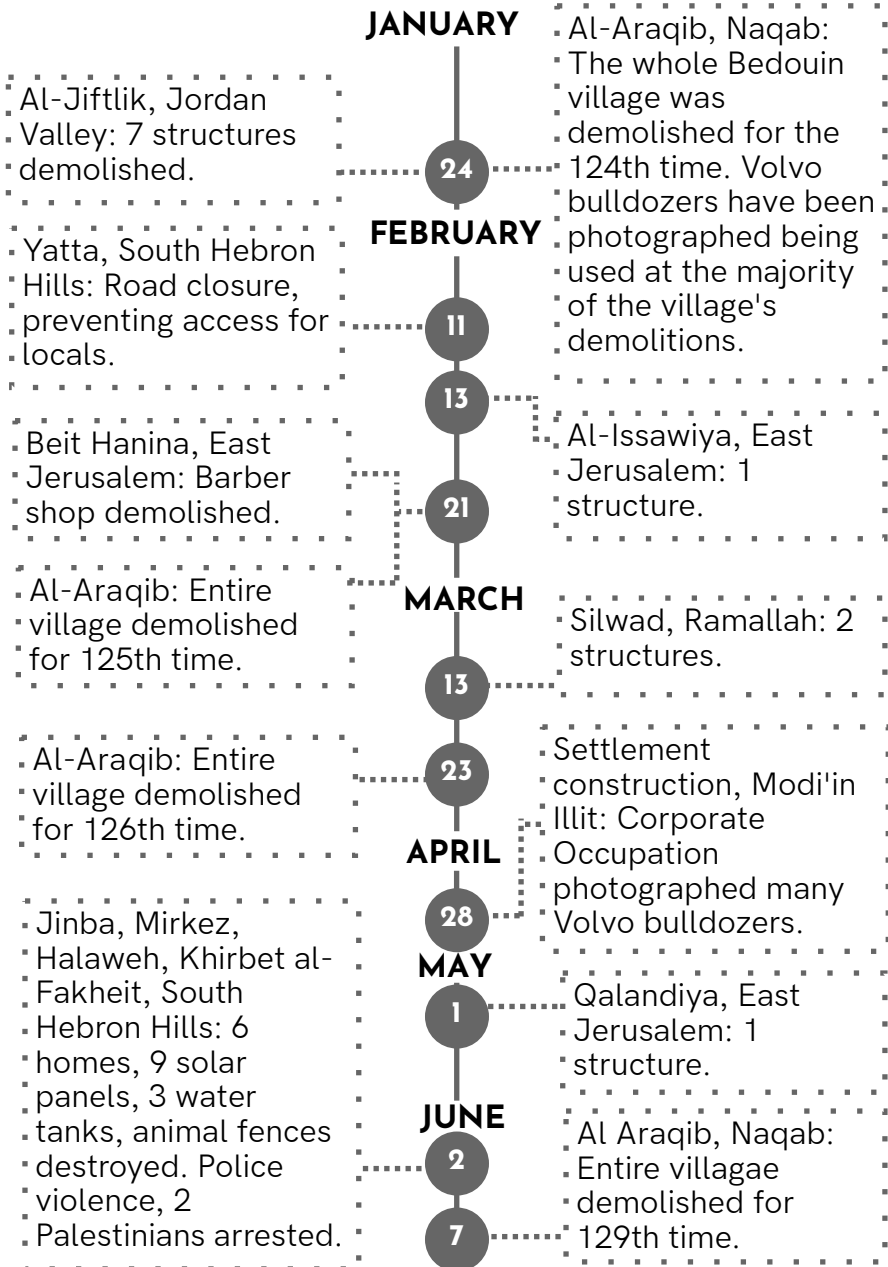 JANUARY
Al-Jiftlik, Jordan
Valley: 7 structures
demolished.
24
Al-Araqib, Naqab:
The whole Bedouin
village was
demolished for the
124th time. Volvo
bulldozers have been
photographed being
used at the majority
of the village's
demolitions.
FEBRUARY
Yatta, South Hebron
Hills: Road closure,
preventing access for
locals.
11
13
Al-Issawiya, East
Jerusalem: 1
structure.
Beit Hanina, East
Jerusalem: Barber
shop demolished.
21
Al-Araqib: Entire
village demolished
for 125th time.
MARCH
Silwad, Ramallah: 2
structures.
13
Al-Araqib: Entire
village demolished
for 126th time.
23
APRIL
Settlement
construction, Modi'in
Illit: Corporate
Occupation
photographed many
Volvo bulldozers.
28
MAY
1
Qalandiya, East
Jerusalem: 1
structure.
JUNE
Jinba, Mirkez,
Halaweh, Khirbet al-
Fakheit, South
Hebron Hills: 6
homes, 9 solar
panels, 3 water
tanks, animal fences
destroyed. Police
violence, 2
Palestinians arrested.
2
7
Al Araqib, Naqab:
Entire villagae
demolished for
129th time.